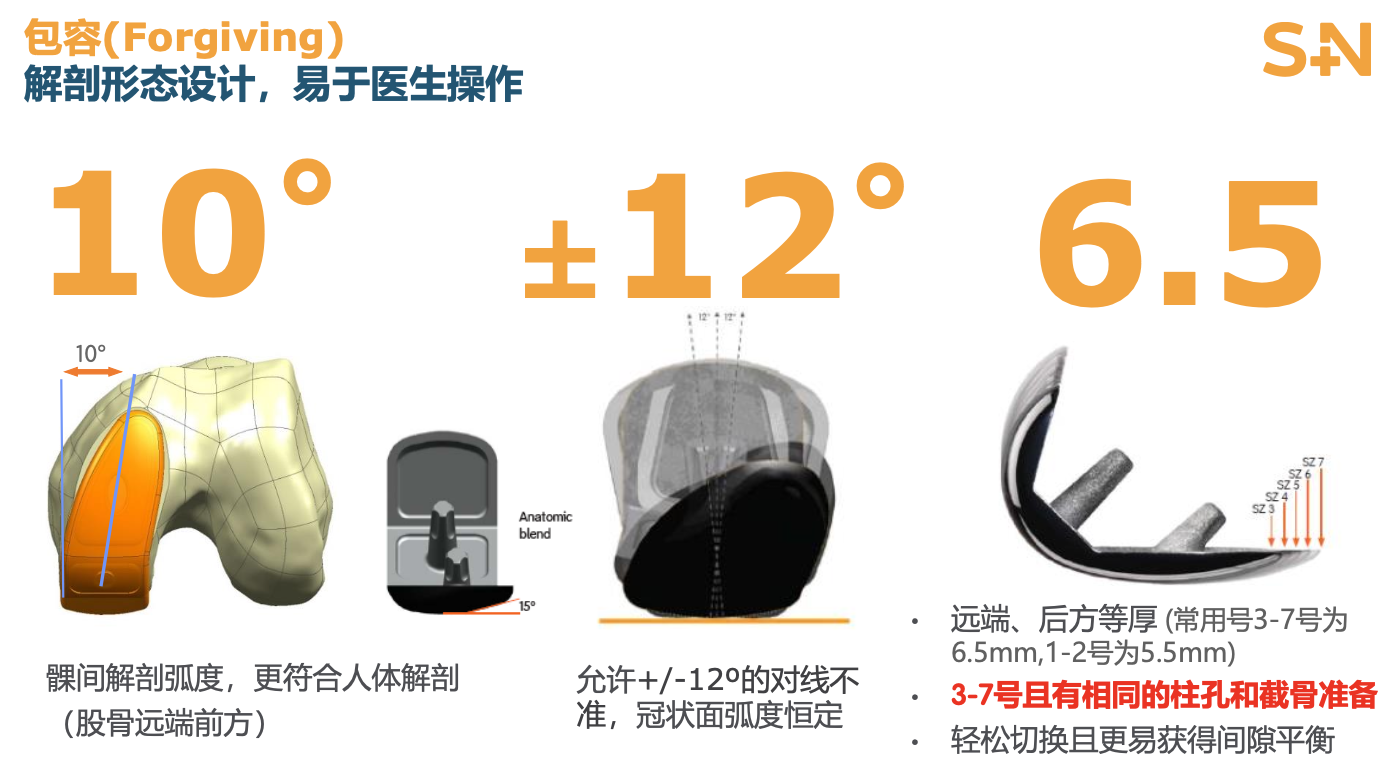 包容(Forgiving)
解剖形态设计，易于医生操作
S+N
10°
±12°
6.5
10°
Anatomic
blend
15°
12° 12°
SZ 7
SZ 6
SZ 5
SZ 4
SZ 3
髁间解剖弧度，更符合人体解剖
（股骨远端前方）
允许+/-12º的对线不
准，冠状面弧度恒定
• 远端、后方等厚 (常用号3-7号为
6.5mm,1-2号为5.5mm)
• 3-7号且有相同的柱孔和截骨准备
• 轻松切换且更易获得间隙平衡